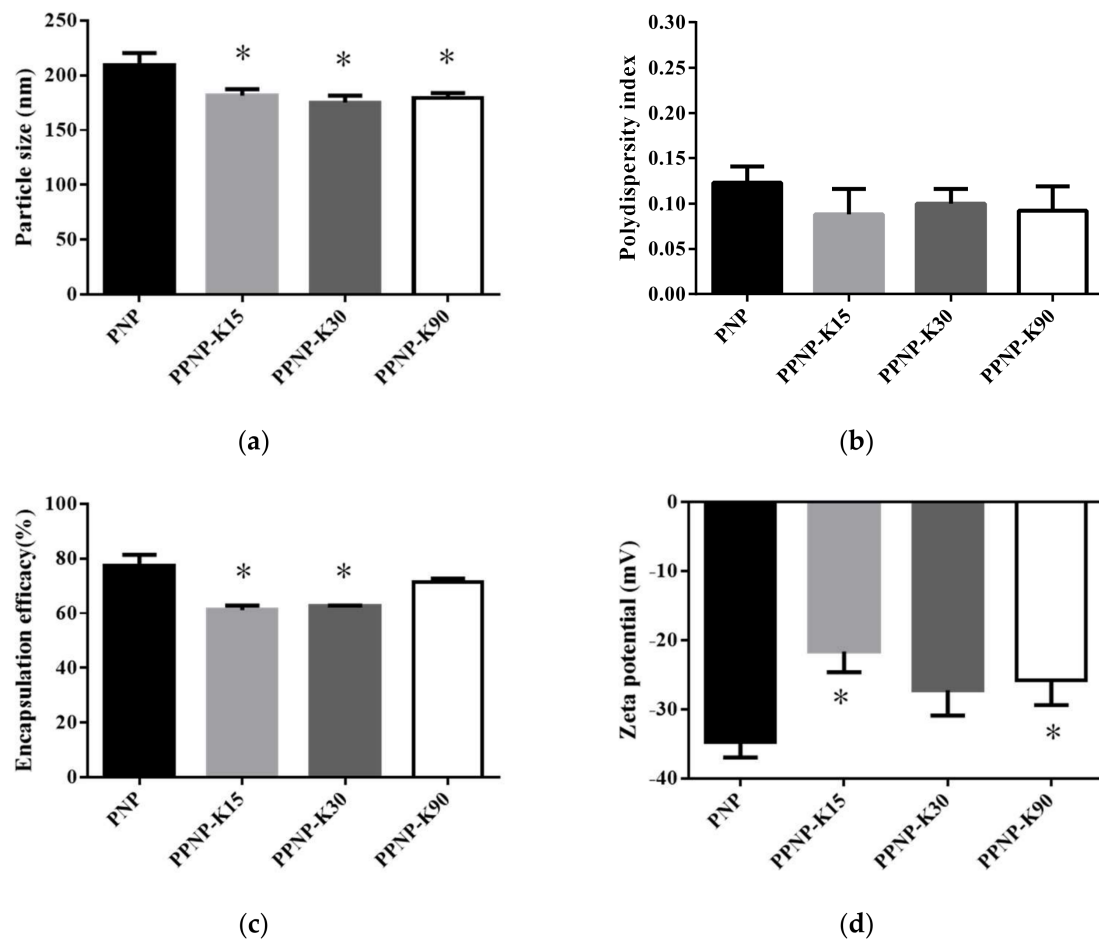 Particle size (nm)
250
200
150
100
50
0
*
*
*
PNP
PPNP-K15
PPNP-K30
PPNP-K90
(a)
Polydispersity index
0.30
0.25
0.20
0.15
0.10
0.05
0.00
PNP
PPNP-K15
PPNP-K30
PPNP-K90
(b)
Encapsulation efficacy(%)
100
80
60
40
20
0
*
*
PNP
PPNP-K15
PPNP-K30
PPNP-K90
(c)
Zeta potential (mV)
0
-10
-20
-30
-40
*
*
PNP
PPNP-K15
PPNP-K30
PPNP-K90
(d)